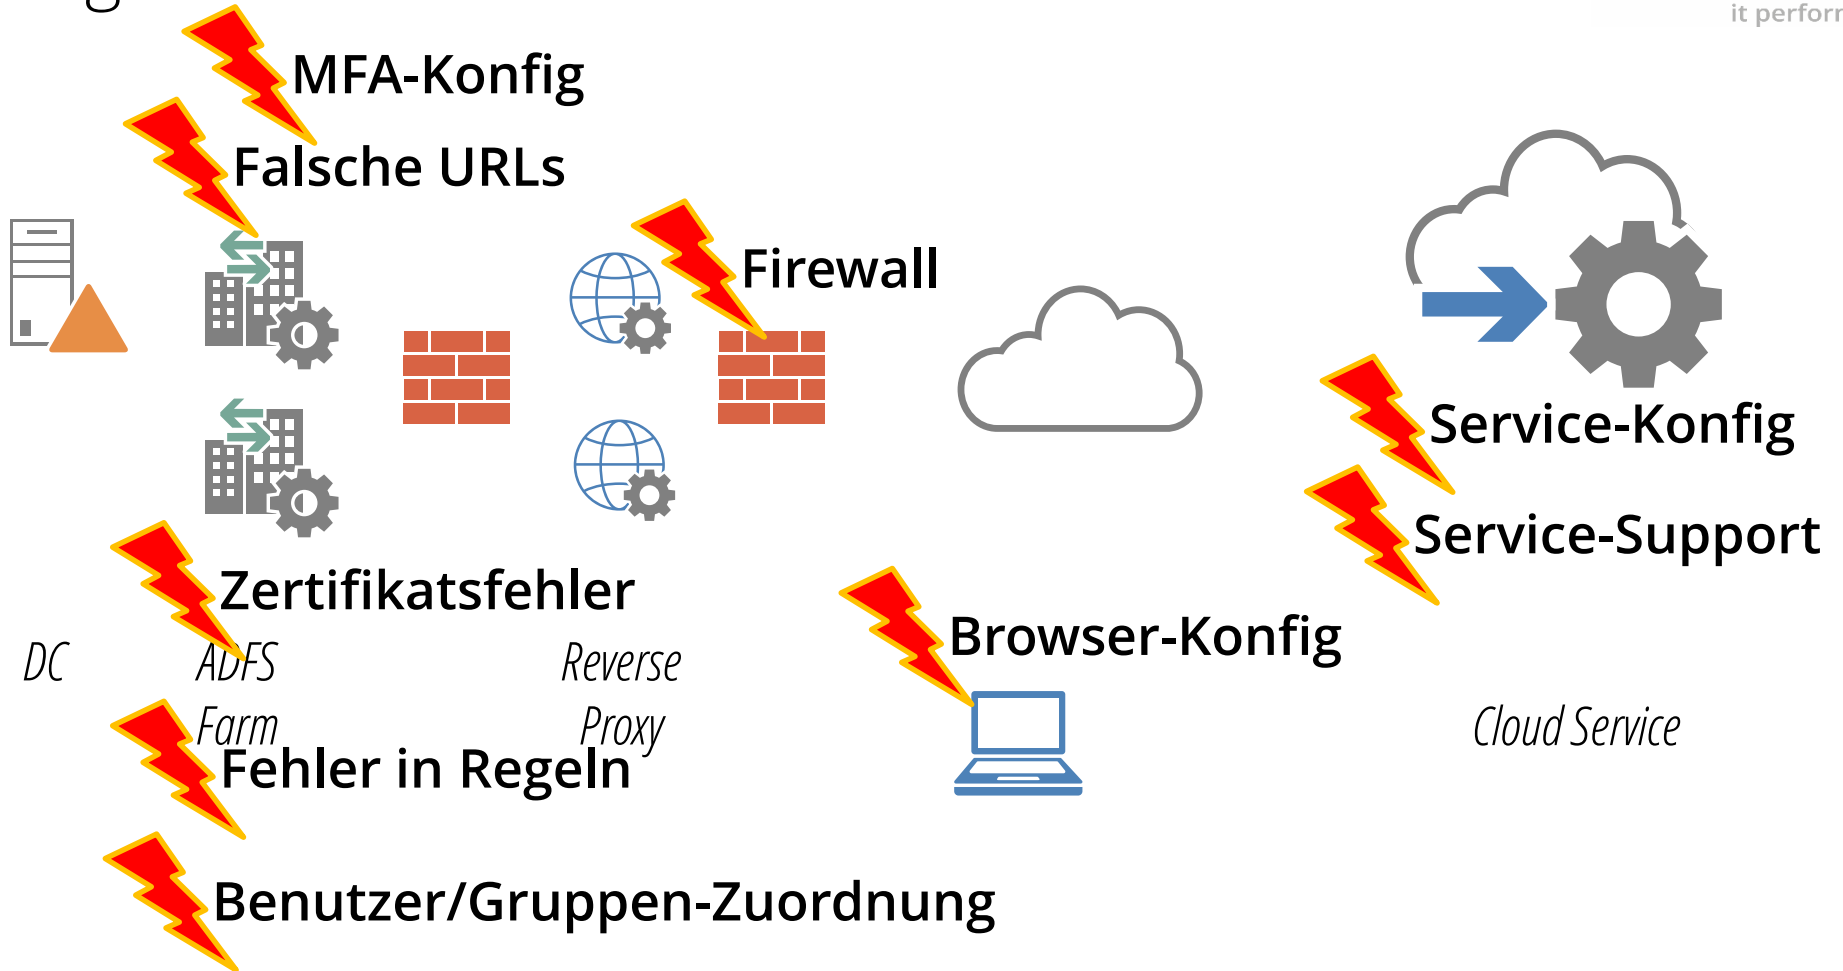 it perforr
MFA-Konfig
Falsche URLs
Firewall
Service-Konfig
Service-Support
Zertifikatsfehler
Browser-Konfig
DC
ADFS
Farm
Reverse
Proxy
Cloud Service
Fehler in Regeln
Benutzer/Gruppen-Zuordnung